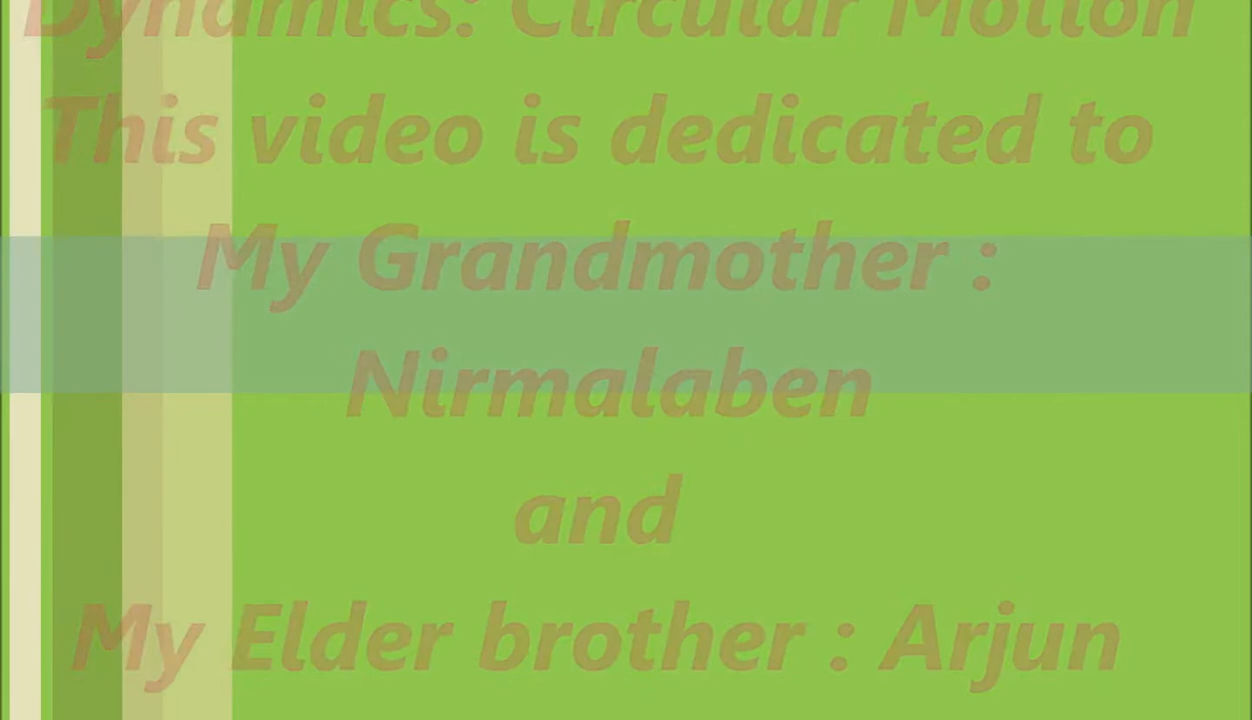 Dynamics: Circular Motion
This video is dedicated to
My Grandmother :
Nirmalaben
and
My Elder brother : Arjun